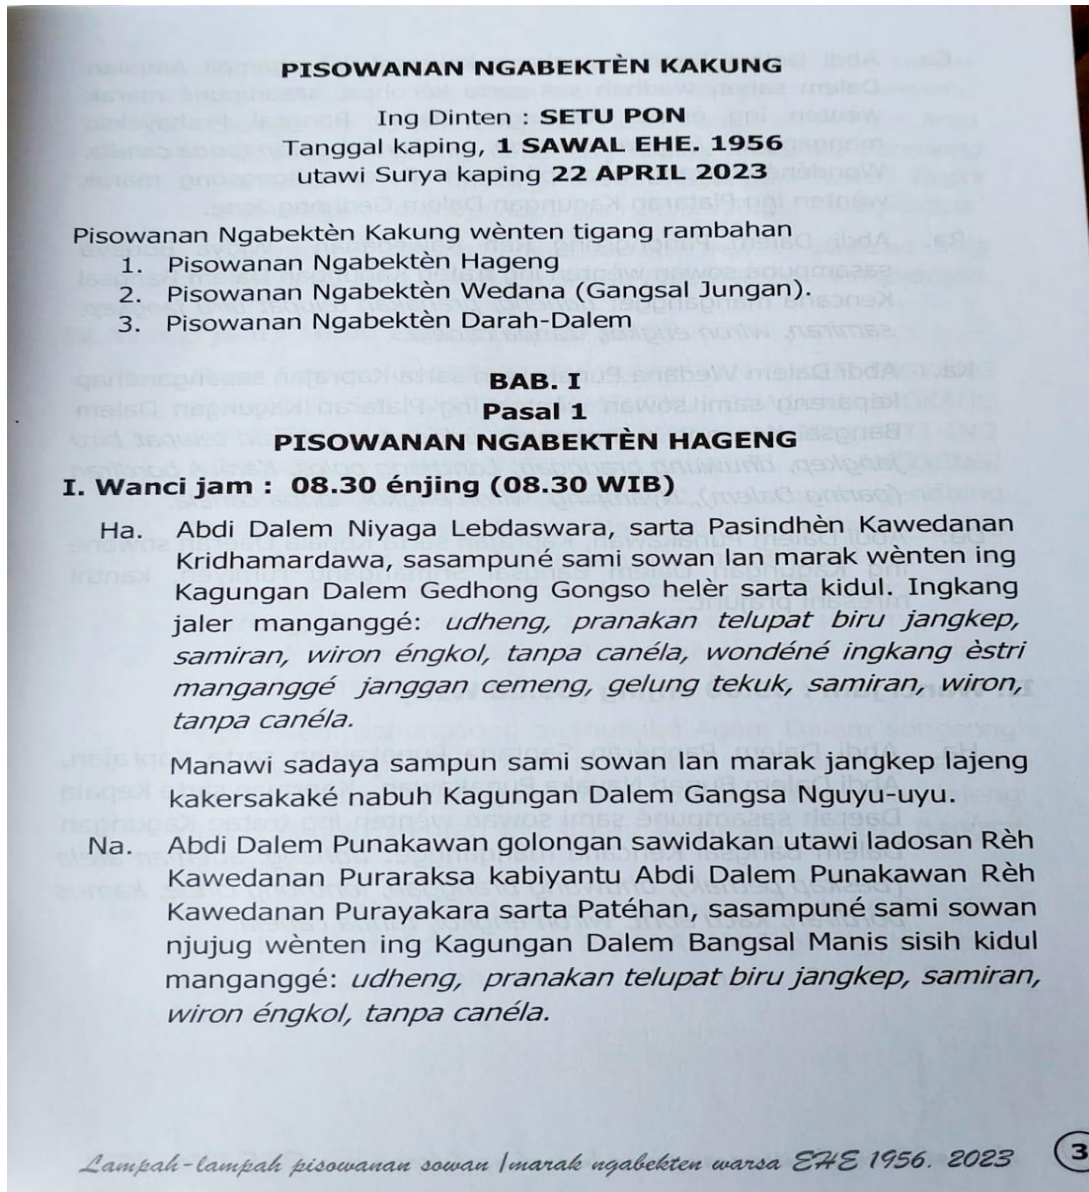 PISOWANAN NGABEKTÈN KAKUNG
Ing Dinten : SETU PON
Tanggal kaping, 1 SAWAL EHE. 1956
utawi Surya kaping 22 APRIL 2023
Pisowanan Ngabektèn Kakung wènten tigang rambahan
1. Pisowanan Ngabektèn Hageng
2. Pisowanan Ngabektèn Wedana (Gangsal Jungan).
3. Pisowanan Ngabektèn Darah-Dalem
BAB. I
Pasal 1
PISOWANAN NGABEKTÈN HAGENG
I. Wanci jam : 08.30 énjing (08.30 WIB)
Ha. Abdi Dalem Niyaga Lebdaswara, sarta Pasindhèn Kawedanan
Kridhamardawa, sasampuné sami sowan lan marak wènten ing
Kagungan Dalem Gedhong Gongso helèr sarta kidul. Ingkang
jaler manganggé: udheng, pranakan telupat biru jangkep,
samiran, wiron éngkol, tanpa canéla, wondéné ingkang èstri
manganggé janggan cemeng, gelung tekuk, samiran, wiron,
tanpa canéla.
Manawi sadaya sampun sami sowan lan marak jangkep lajeng
kakersakaké nabuh Kagungan Dalem Gangsa Nguyu-uyu.
Na. Abdi Dalem Punakawan golongan sawidakan utawi ladosan Rèh
Kawedanan Puraraksa kabiyantu Abdi Dalem Punakawan Rèh
Kawedanan Purayakara sarta Patéhan, sasampuné sami sowan
njujug wènten ing Kagungan Dalem Bangsal Manis sisih kidul
manganggé: udheng, pranakan telupat biru jangkep, samiran,
wiron éngkol, tanpa canéla.
Lampah-lampah pisowanan sowan /marak ngabekten warsa EHE 1956. 2023
3